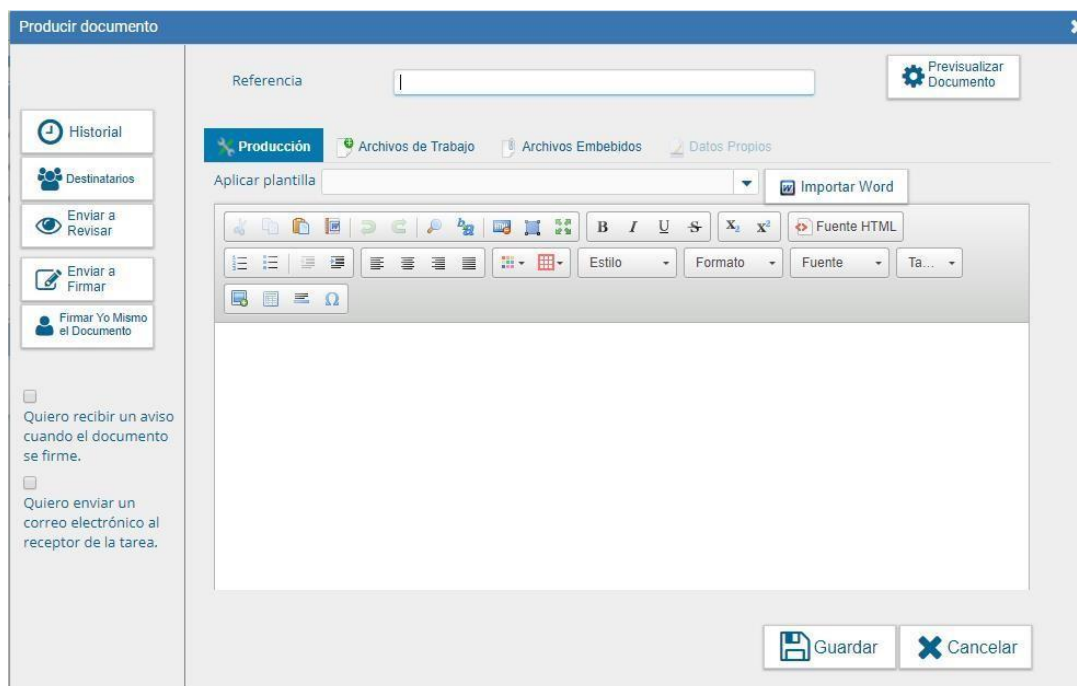 Producir documento
Referencia
Previsualizar
Documento
Historial
Destinatarios
Enviar a
Revisar
Enviar a
Firmar
Firmar Yo Mismo
el Documento
Quiero recibir un aviso
cuando el documento
se firme.
Quiero enviar un
correo electrónico al
receptor de la tarea.
Producción Archivos de Trabajo Archivos Embebidos Datos Propios
Aplicar plantilla Importar Word
B I U S X₂ X² Fuente HTML
Estilo Formato Fuente Ta...
Ω
Guardar Cancelar